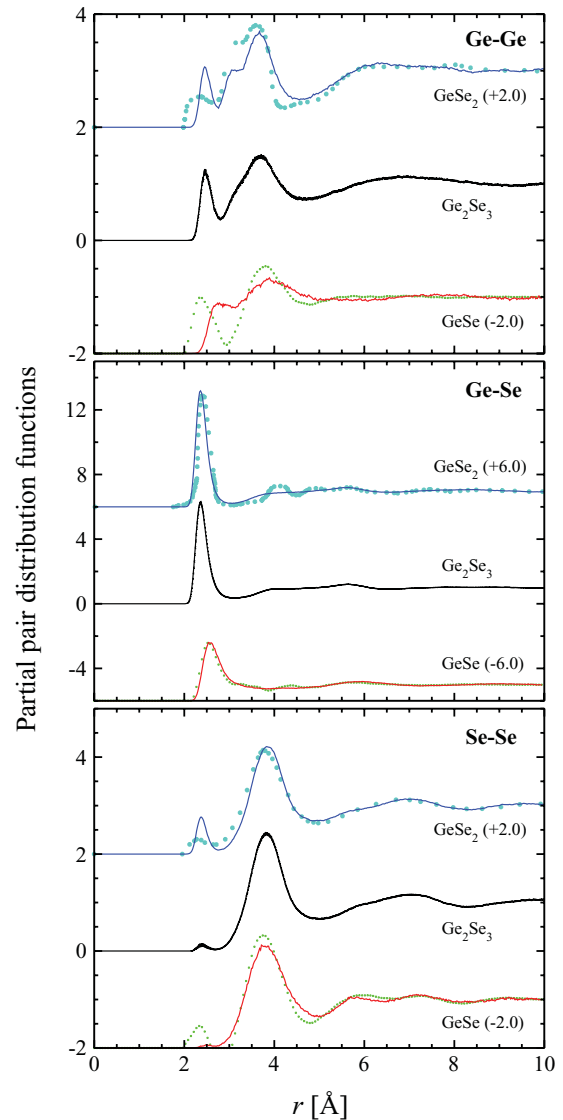 4
Ge-Ge
GeSe₂ (+2.0)
2
Ge₂Se₃
0
GeSe (-2.0)
-2
Ge-Se
12
GeSe₂ (+6.0)
8
4
Ge₂Se₃
0
GeSe (-6.0)
-4
Se-Se
4
GeSe₂ (+2.0)
2
Ge₂Se₃
0
GeSe (-2.0)
-2
0 2 4 6 8 10
r [Å]
Partial pair distribution functions